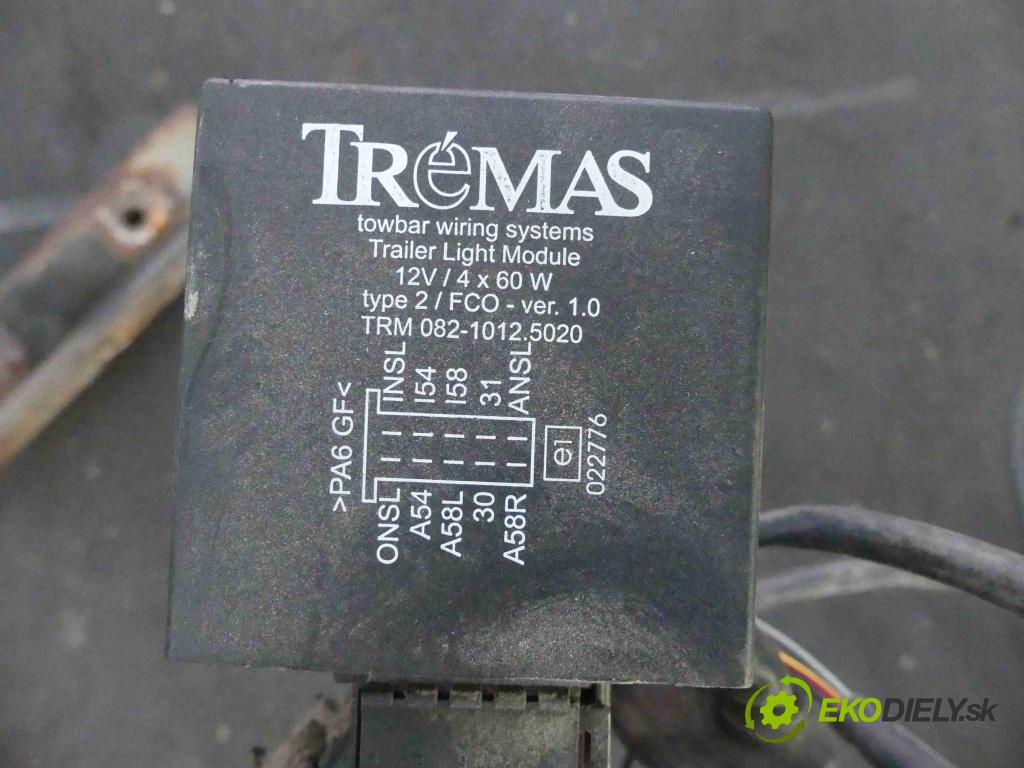 TRéMAS
towbar wiring systems
Trailer Light Module
12V / 4 x 60 W
type 2 / FCO - ver. 1.0
TRM 082-1012.5020
>PA6 GF<
INSL
I54
I58
31
ANSL
ONSL
A54
A58L
30
A58R
e1
022776
EKODIELY.sk